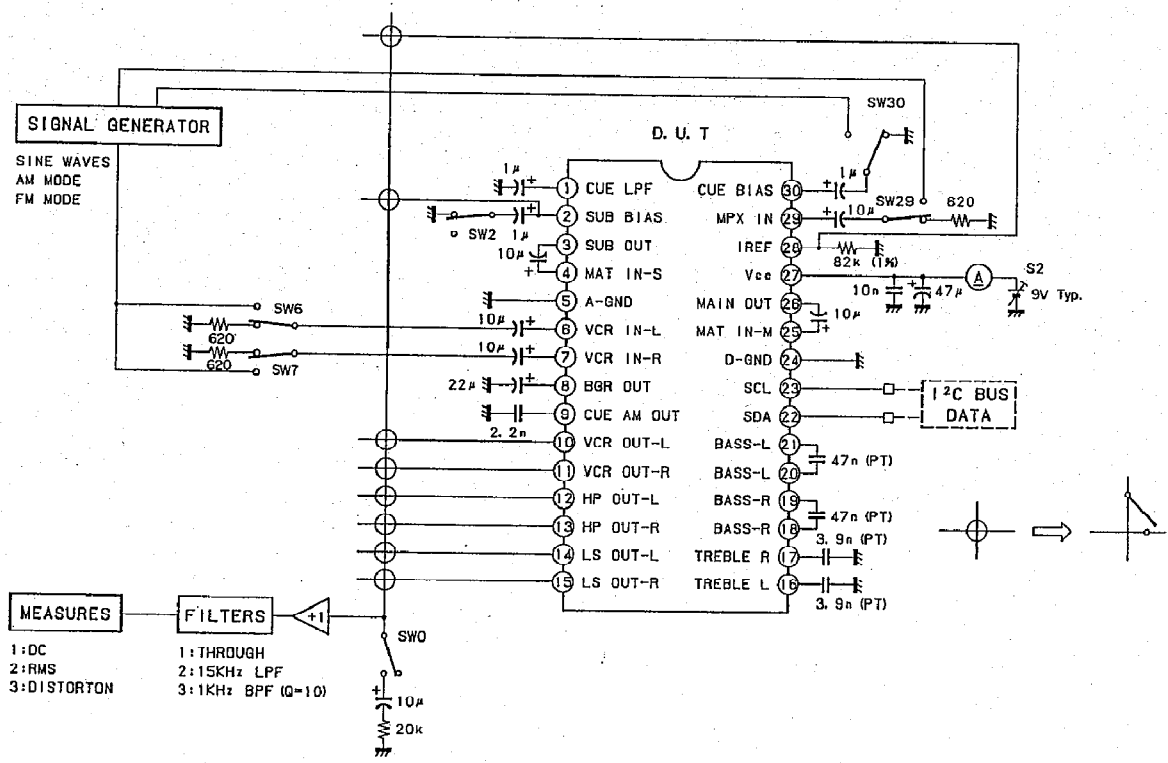 SIGNAL GENERATOR
SINE WAVES
AM MODE
FM MODE
D. U. T
SW30
1μ
+
SW29
620
10μ
+
1μ
+
1 CUE LPF
CUE BIAS 30
+
SW2
1μ
2 SUB BIAS
MPX IN 29
3 SUB OUT
IREF 28
82k (1%)
10μ
+
4 MAT IN-S
Vcc 27
A
S2
9V Typ.
10n
+
47μ
5 A-GND
MAIN OUT 26
10μ
+
SW6
620
10μ
+
6 VCR IN-L
MAT IN-M 25
620
SW7
10μ
+
7 VCR IN-R
D-GND 24
22μ
+
8 BGR OUT
SCL 23
I²C BUS
DATA
2.2n
9 CUE AM OUT
SDA 22
10 VCR OUT-L
BASS-L 21
47n (PT)
11 VCR OUT-R
BASS-L 20
12 HP OUT-L
BASS-R 19
47n (PT)
13 HP OUT-R
BASS-R 18
3.9n (PT)
14 LS OUT-L
TREBLE R 17
15 LS OUT-R
TREBLE L 16
3.9n (PT)
MEASURES
FILTERS
+1
1:DC
2:RMS
3:DISTORTON
1:THROUGH
2:15KHz LPF
3:1KHz BPF (Q=10)
SW0
+
10μ
20k